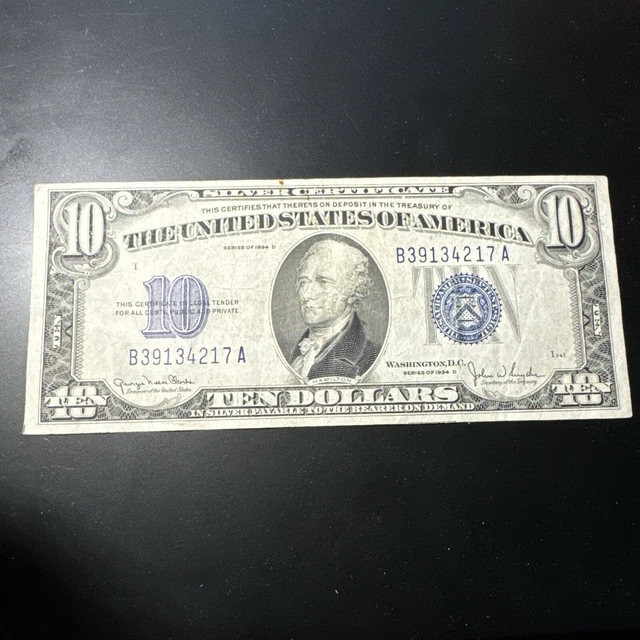 SILVER CERTIFICATE
THIS CERTIFIES THAT THERE IS ON DEPOSIT IN THE TREASURY OF
THE UNITED STATES OF AMERICA
10
10
SERIES OF 1934 D
B39134217A
I
10
THIS CERTIFICATE IS LEGAL TENDER
FOR ALL DEBTS PUBLIC AND PRIVATE
TEN
B39134217A
WASHINGTON, D.C.
SERIES OF 1934 D
Treasurer of the United States
Secretary of the Treasury
HAMILTON
10 TEN
TEN DOLLARS
10 TEN
IN SILVER PAYABLE TO THE BEARER ON DEMAND